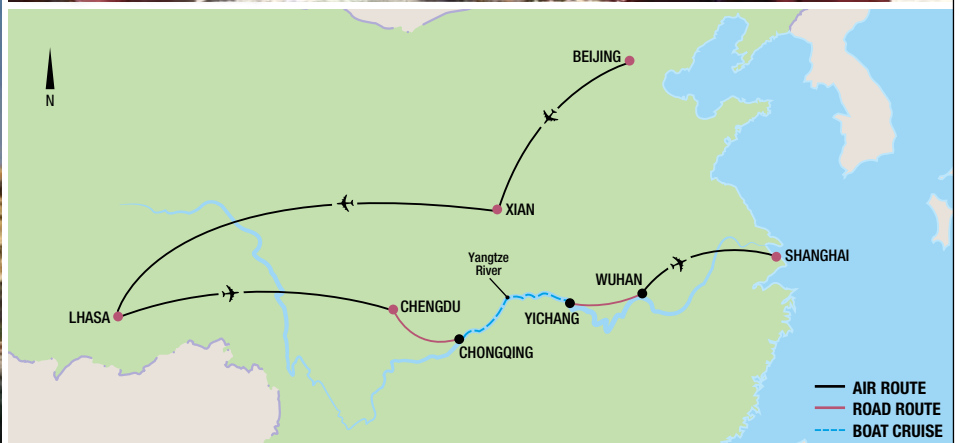 BEIJING
N
XIAN
Yangtze
River
SHANGHAI
WUHAN
LHASA
CHENGDU
YICHANG
CHONGQING
AIR ROUTE
ROAD ROUTE
BOAT CRUISE